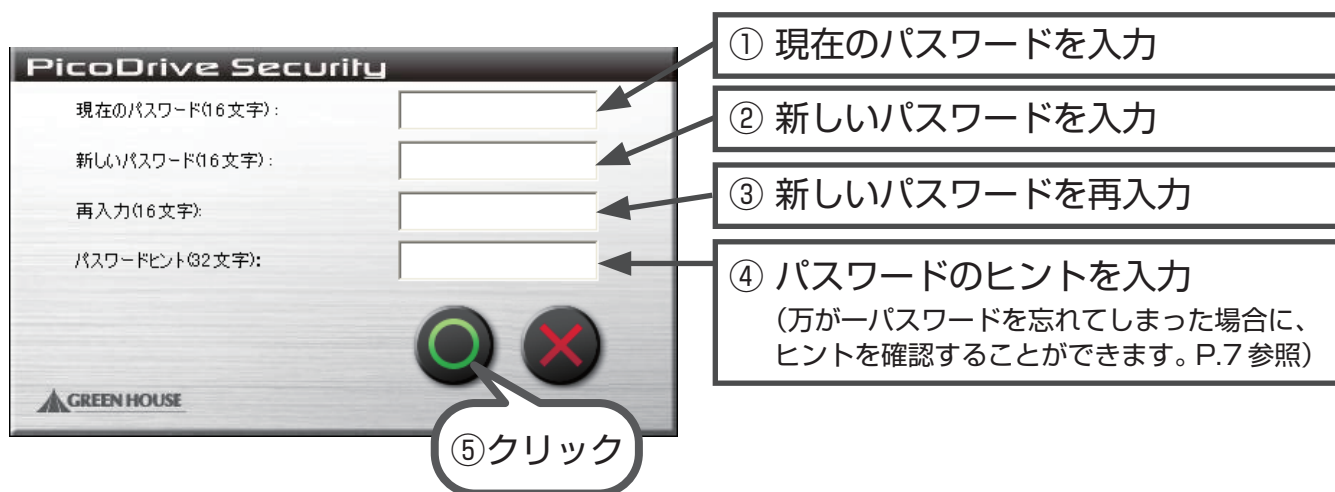 PicoDrive Security
現在のパスワード(16文字) :
新しいパスワード(16文字) :
再入力(16文字):
パスワードヒント(32文字):
GREEN HOUSE
① 現在のパスワードを入力
② 新しいパスワードを入力
③ 新しいパスワードを再入力
④ パスワードのヒントを入力
(万が一パスワードを忘れてしまった場合に、
ヒントを確認することができます。P.7 参照)
⑤クリック